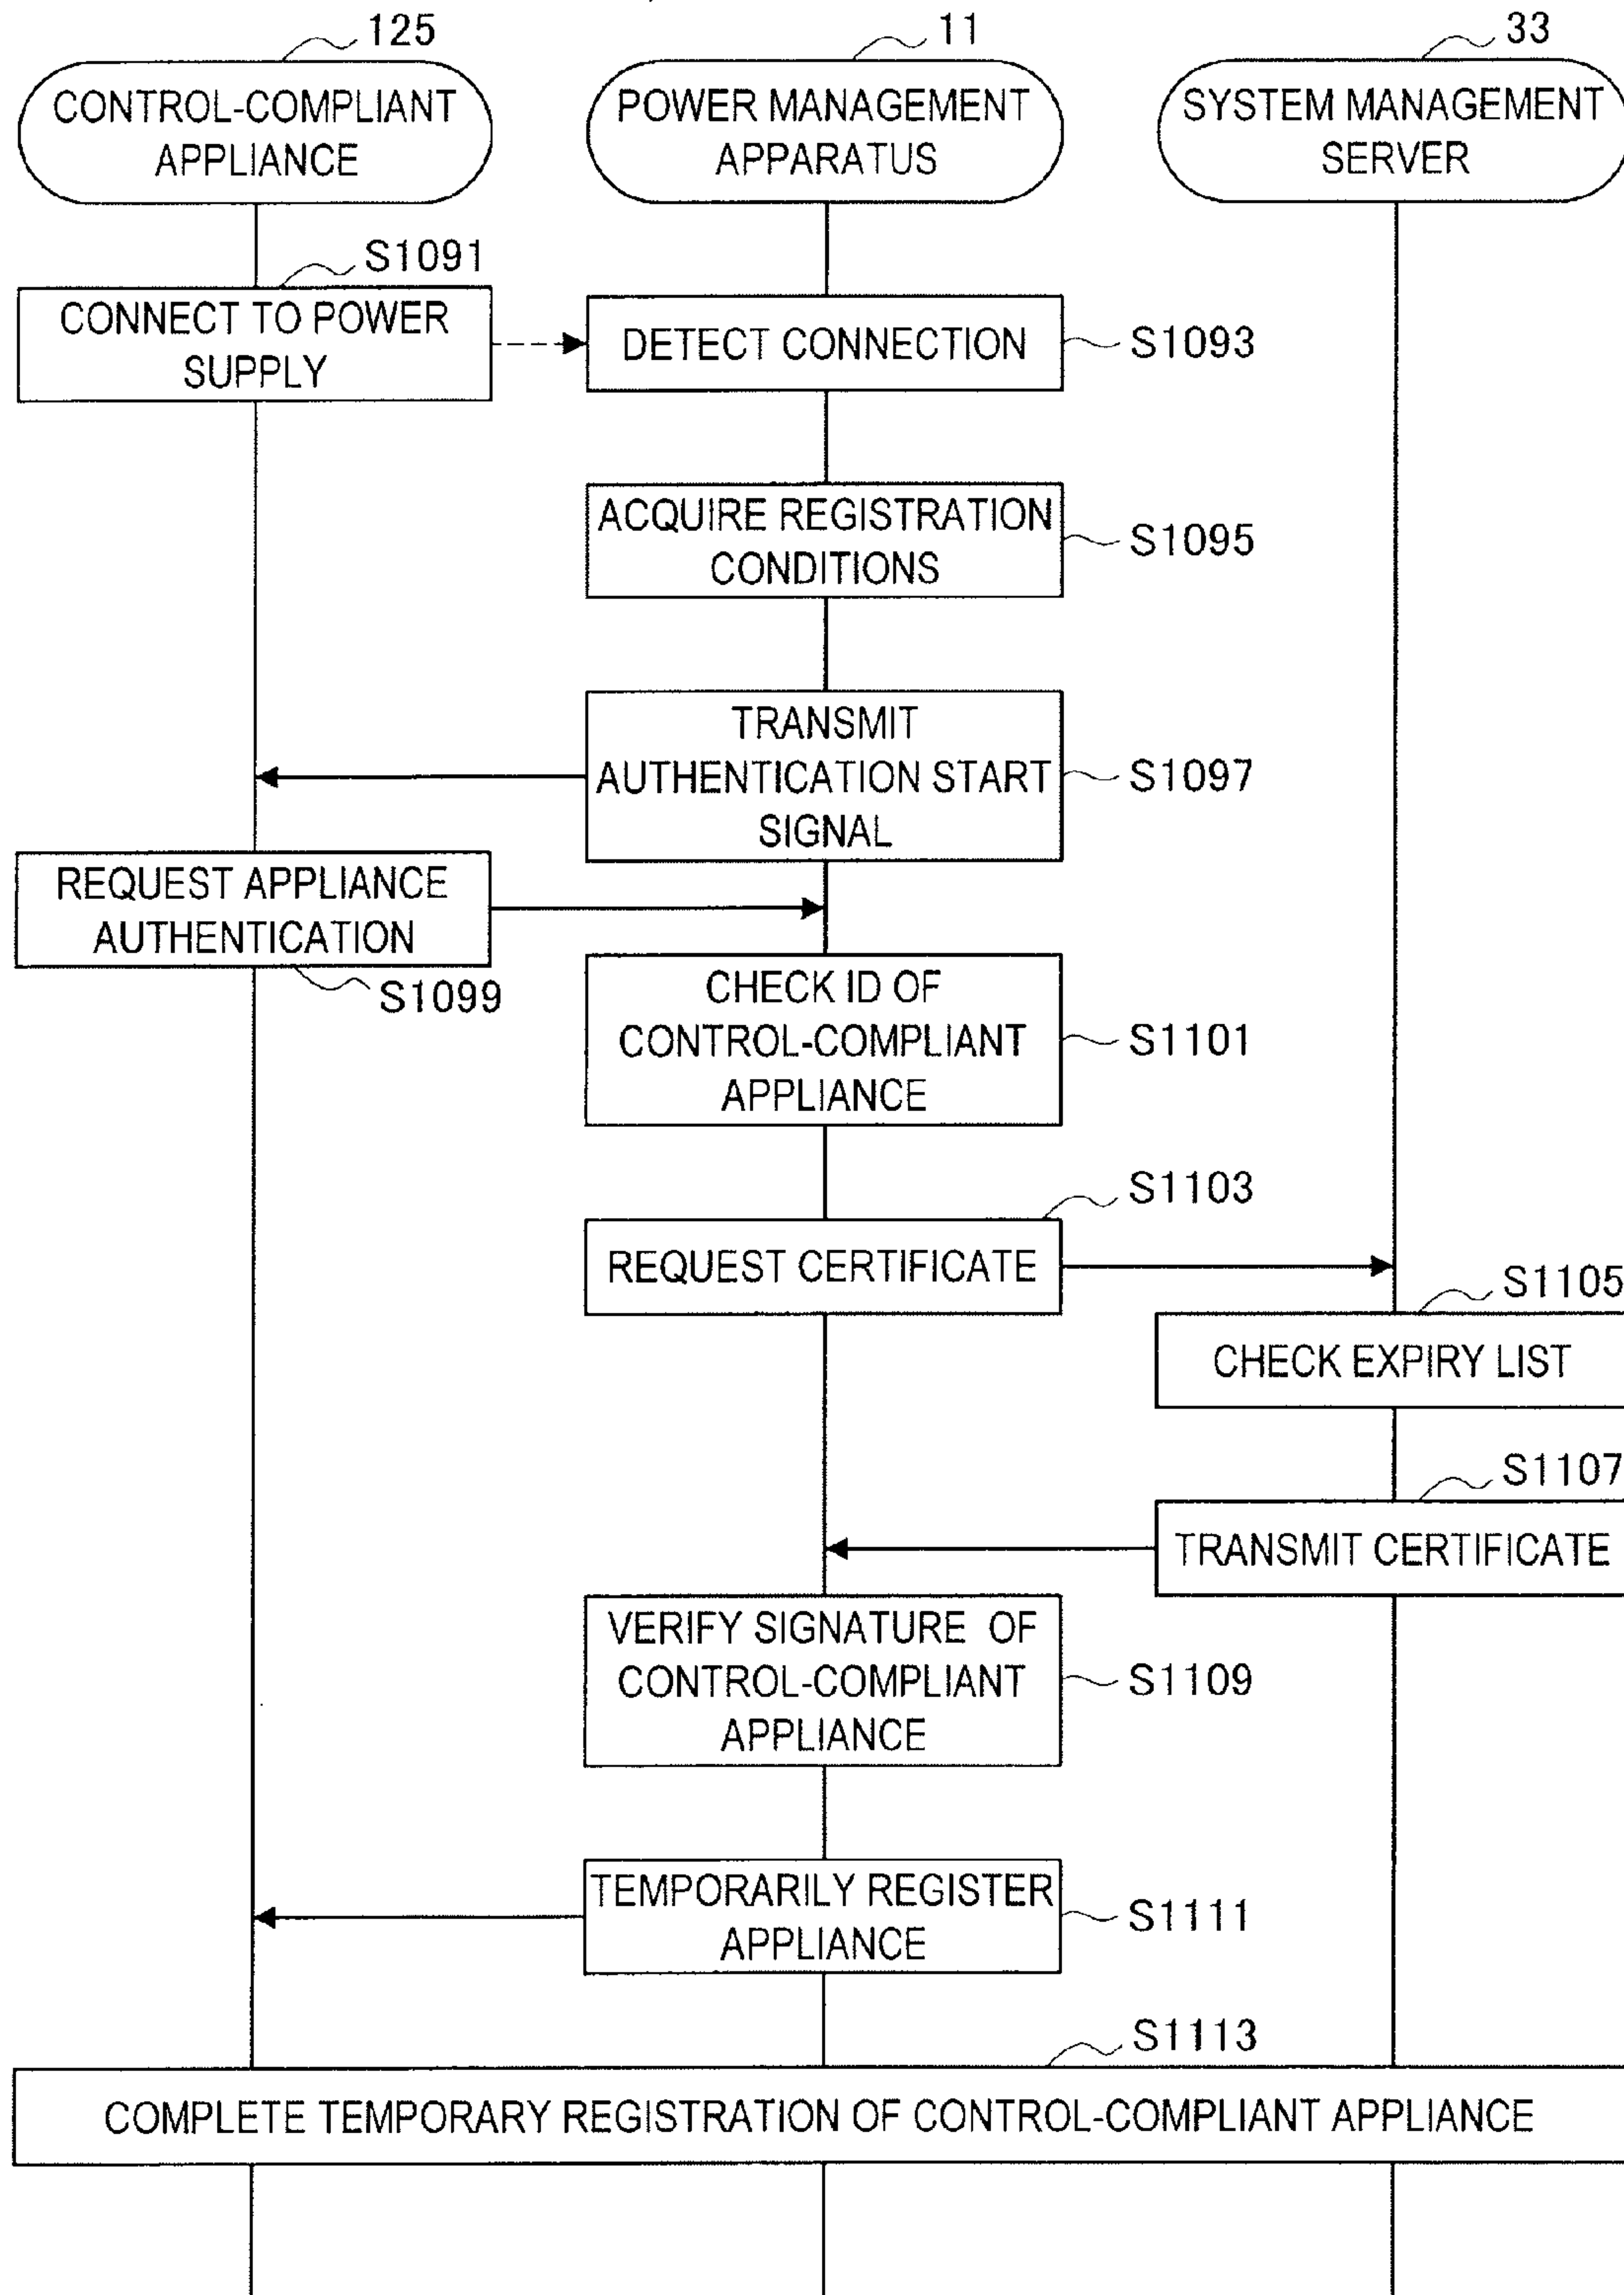 125
11
33
CONTROL-COMPLIANT
APPLIANCE
POWER MANAGEMENT
APPARATUS
SYSTEM MANAGEMENT
SERVER
S1091
CONNECT TO POWER
SUPPLY
DETECT CONNECTION
S1093
ACQUIRE REGISTRATION
CONDITIONS
S1095
TRANSMIT
AUTHENTICATION START
SIGNAL
S1097
REQUEST APPLIANCE
AUTHENTICATION
S1099
CHECK ID OF
CONTROL-COMPLIANT
APPLIANCE
S1101
S1103
REQUEST CERTIFICATE
S1105
CHECK EXPIRY LIST
S1107
TRANSMIT CERTIFICATE
VERIFY SIGNATURE OF
CONTROL-COMPLIANT
APPLIANCE
S1109
TEMPORARILY REGISTER
APPLIANCE
S1111
S1113
COMPLETE TEMPORARY REGISTRATION OF CONTROL-COMPLIANT APPLIANCE